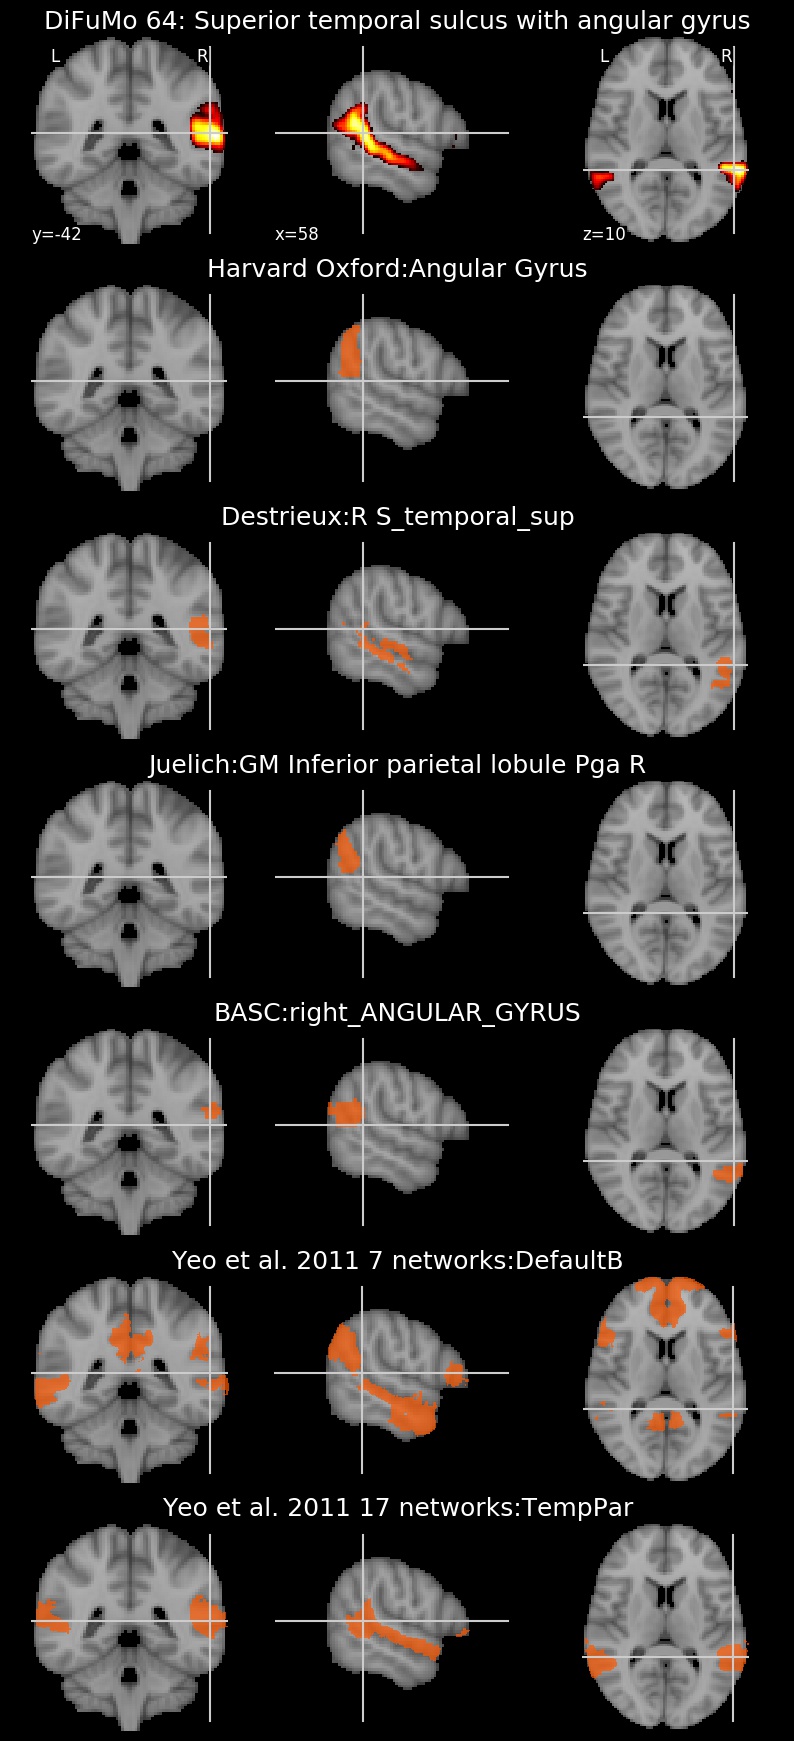 DiFuMo 64: Superior temporal sulcus with angular gyrus
L R L R
y=-42 x=58 z=10
Harvard Oxford:Angular Gyrus
Destrieux:R S_temporal_sup
Juelich:GM Inferior parietal lobule Pga R
BASC:right_ANGULAR_GYRUS
Yeo et al. 2011 7 networks:DefaultB
Yeo et al. 2011 17 networks:TempPar